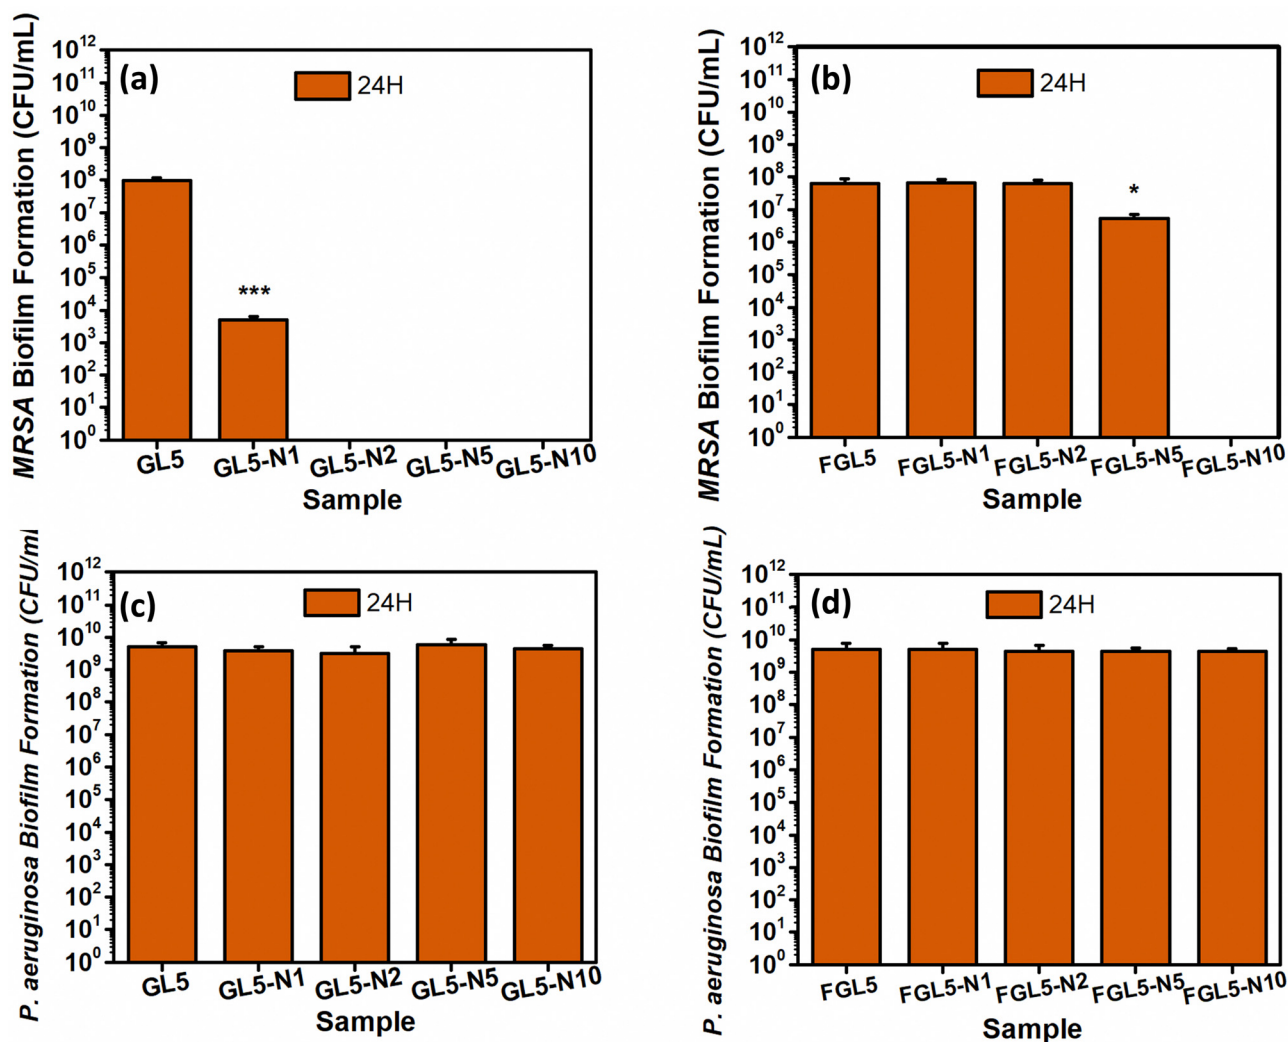 MRSA Biofilm Formation (CFU/mL)
10^12
10^11
10^10
10^9
10^8
10^7
10^6
10^5
10^4
10^3
10^2
10^1
10^0
(a)
24H
***
GL5 GL5-N1 GL5-N2 GL5-N5 GL5-N10
Sample
MRSA Biofilm Formation (CFU/mL)
10^12
10^11
10^10
10^9
10^8
10^7
10^6
10^5
10^4
10^3
10^2
10^1
10^0
(b)
24H
*
FGL5 FGL5-N1 FGL5-N2 FGL5-N5 FGL5-N10
Sample
P. aeruginosa Biofilm Formation (CFU/ml
10^12
10^11
10^10
10^9
10^8
10^7
10^6
10^5
10^4
10^3
10^2
10^1
10^0
(c)
24H
GL5 GL5-N1 GL5-N2 GL5-N5 GL5-N10
Sample
P. aeruginosa Biofilm Formation (CFU/mL)
10^12
10^11
10^10
10^9
10^8
10^7
10^6
10^5
10^4
10^3
10^2
10^1
10^0
(d)
24H
FGL5 FGL5-N1 FGL5-N2 FGL5-N5 FGL5-N10
Sample